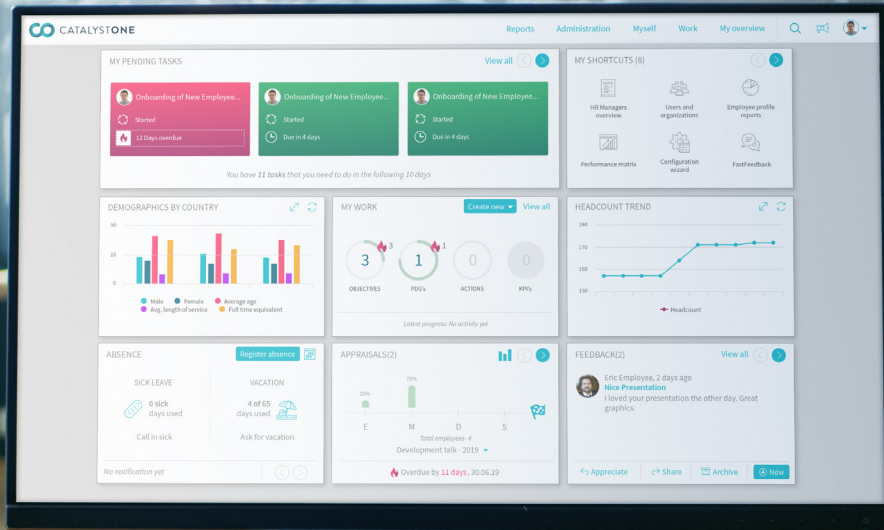 CATALYSTONE
Reports Administration Myself Work My overview
MY PENDING TASKS
View all
Onboarding of New Employee...
Started
12 Days overdue
Onboarding of New Employee...
Started
Due in 4 days
Onboarding of New Employee...
Started
Due in 4 days
You have 11 tasks that you need to do in the following 10 days
MY SHORTCUTS (8)
HR Managers
overview
Users and
organizations
Employee profile
reports
Performance matrix
Configuration
wizard
FastFeedback
DEMOGRAPHICS BY COUNTRY
50
25
0
Male Female Average age
Avg. length of service Full time equivalent
MY WORK
Create new
View all
3 3
OBJECTIVES
1 1
PDG's
0
ACTIONS
0
KPI's
Latest progress: No activity yet
HEADCOUNT TREND
180
170
160
150
Headcount
ABSENCE
Register absence
SICK LEAVE
0 sick
days used
Call in sick
VACATION
4 of 65
days used
Ask for vacation
No notification yet
APPRAISALS(2)
25%
75%
E M D S
Total employees- 4
Development talk - 2019
Overdue by 11 days, 30.06.19
FEEDBACK(2)
View all
Eric Employee, 2 days ago
Nice Presentation
I loved your presentation the other day. Great
graphics.
Appreciate Share Archive New